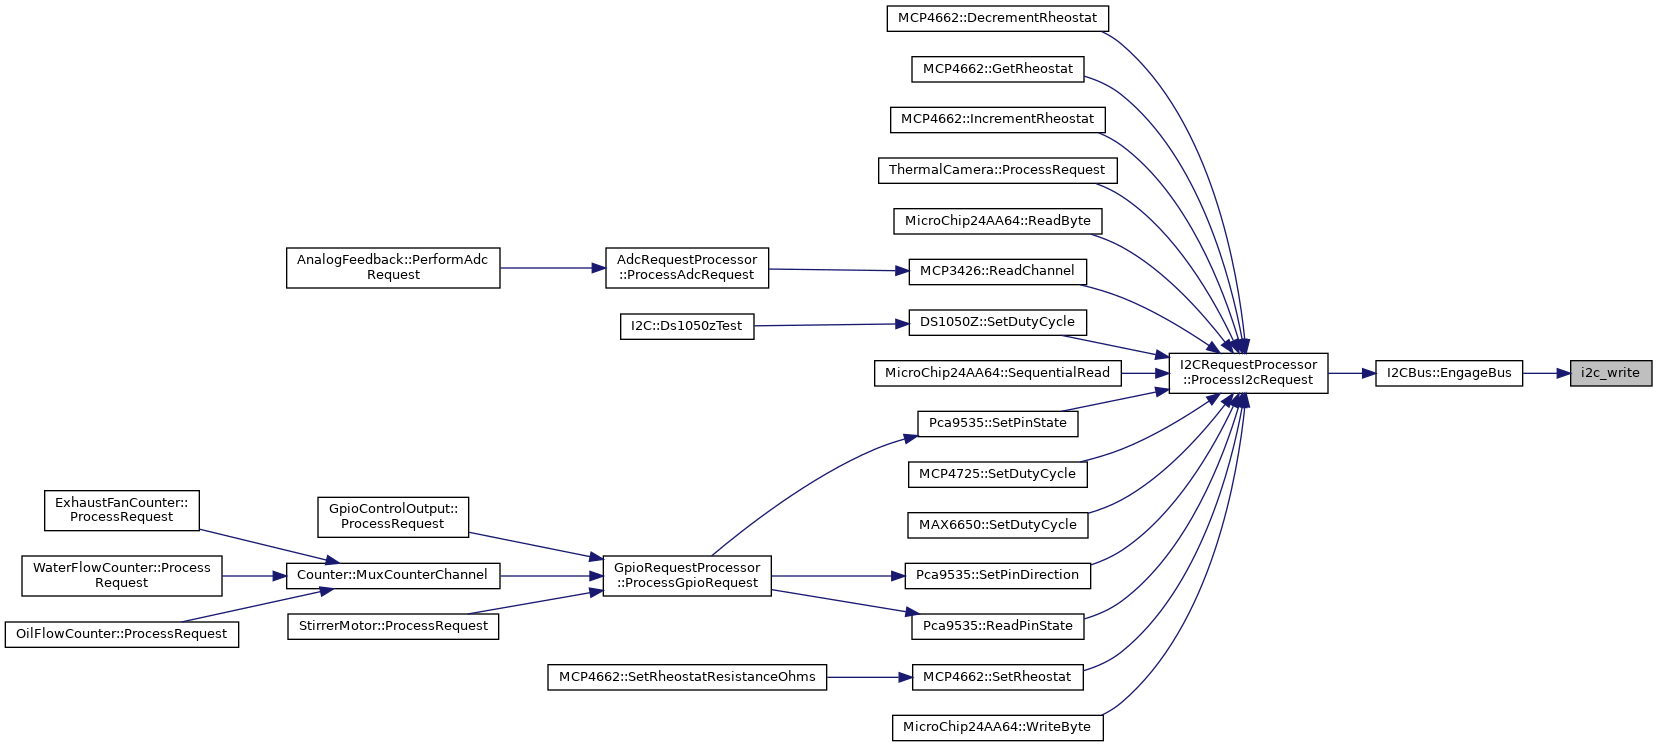 MCP4662::DecrementRheostat
MCP4662::GetRheostat
MCP4662::IncrementRheostat
ThermalCamera::ProcessRequest
MicroChip24AA64::ReadByte
AnalogFeedback::PerformAdc
Request
AdcRequestProcessor
::ProcessAdcRequest
MCP3426::ReadChannel
I2C::Ds1050zTest
DS1050Z::SetDutyCycle
MicroChip24AA64::SequentialRead
I2CRequestProcessor
::ProcessI2cRequest
I2CBus::EngageBus
i2c_write
Pca9535::SetPinState
MCP4725::SetDutyCycle
MAX6650::SetDutyCycle
ExhaustFanCounter::
ProcessRequest
GpioControlOutput::
ProcessRequest
WaterFlowCounter::Process
Request
Counter::MuxCounterChannel
GpioRequestProcessor
::ProcessGpioRequest
Pca9535::SetPinDirection
OilFlowCounter::ProcessRequest
StirrerMotor::ProcessRequest
Pca9535::ReadPinState
MCP4662::SetRheostatResistanceOhms
MCP4662::SetRheostat
MicroChip24AA64::WriteByte